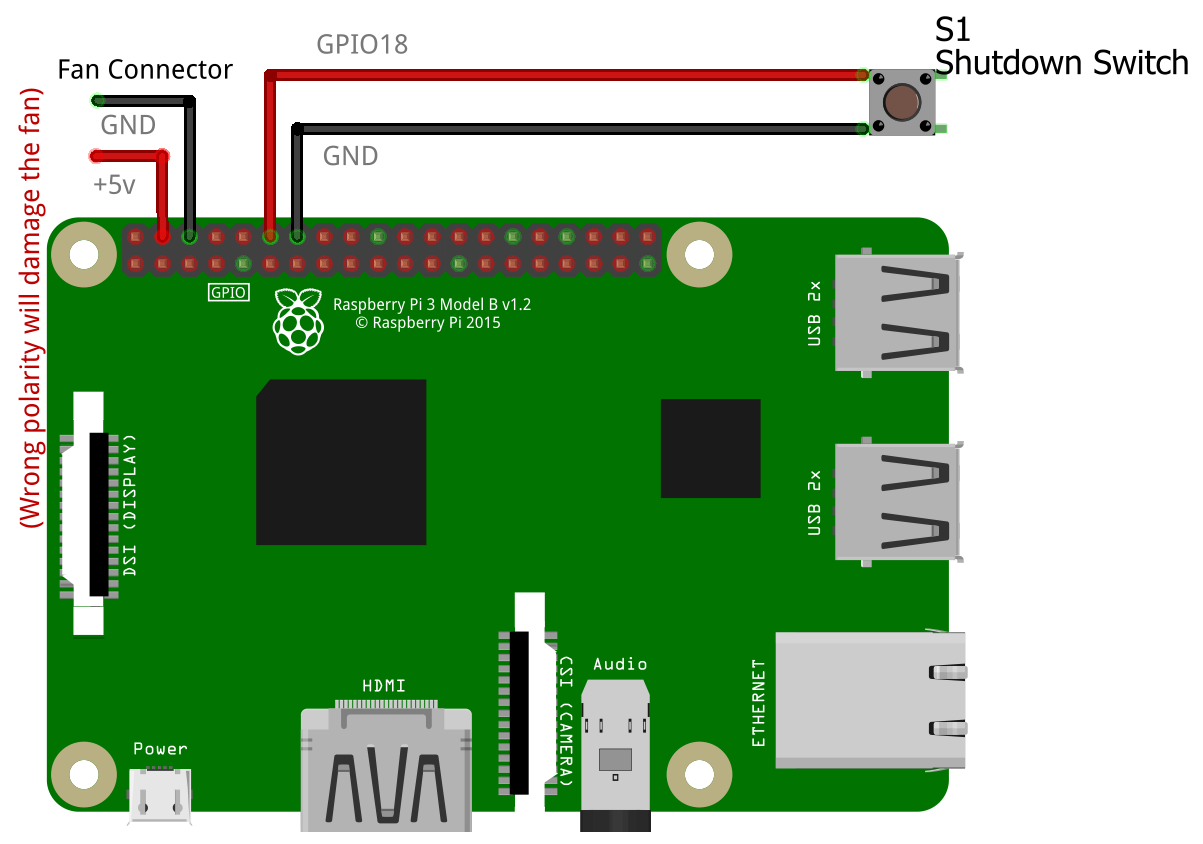 S1
Shutdown Switch
GPIO18
GND
Fan Connector
GND
+5v
(Wrong polarity will damage the fan)
GPIO
Raspberry Pi 3 Model B v1.2
© Raspberry Pi 2015
USB 2x
USB 2x
DSI (DISPLAY)
CSI (CAMERA)
Audio
ETHERNET
HDMI
Power